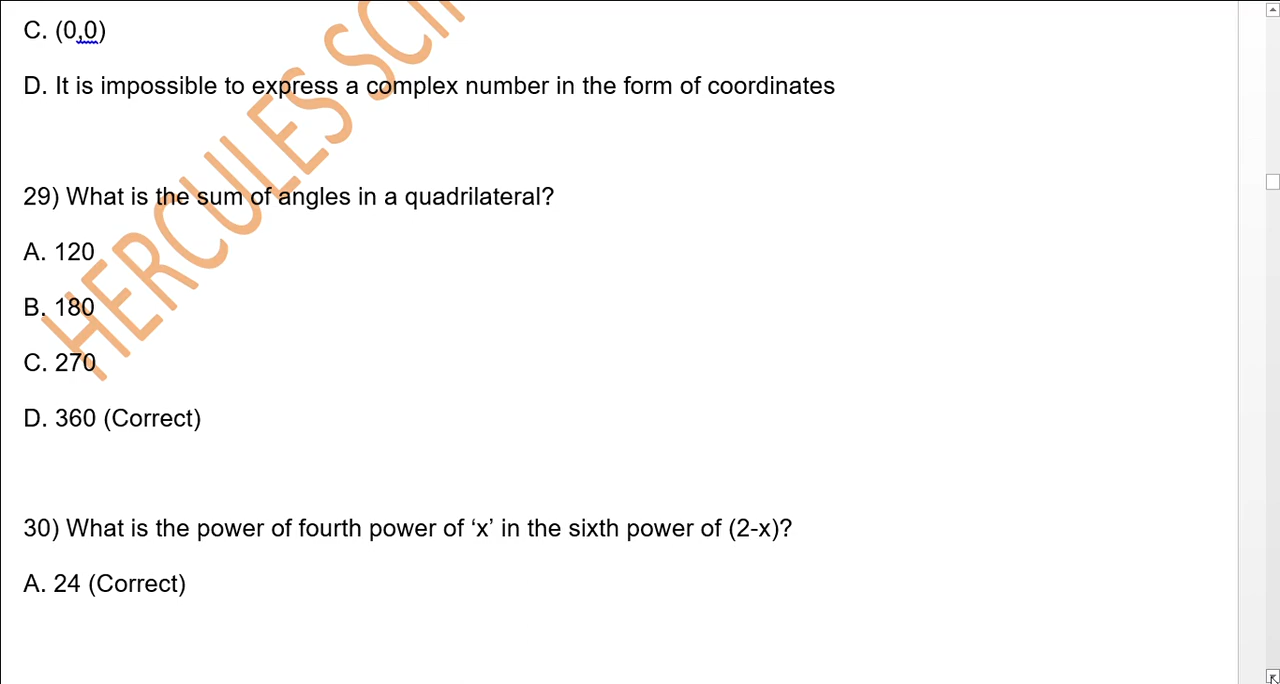 C. (0,0)
D. It is impossible to express a complex number in the form of coordinates
29) What is the sum of angles in a quadrilateral?
A. 120
B. 180
C. 270
D. 360 (Correct)
30) What is the power of fourth power of ‘x’ in the sixth power of (2-x)?
A. 24 (Correct)
HERCULES